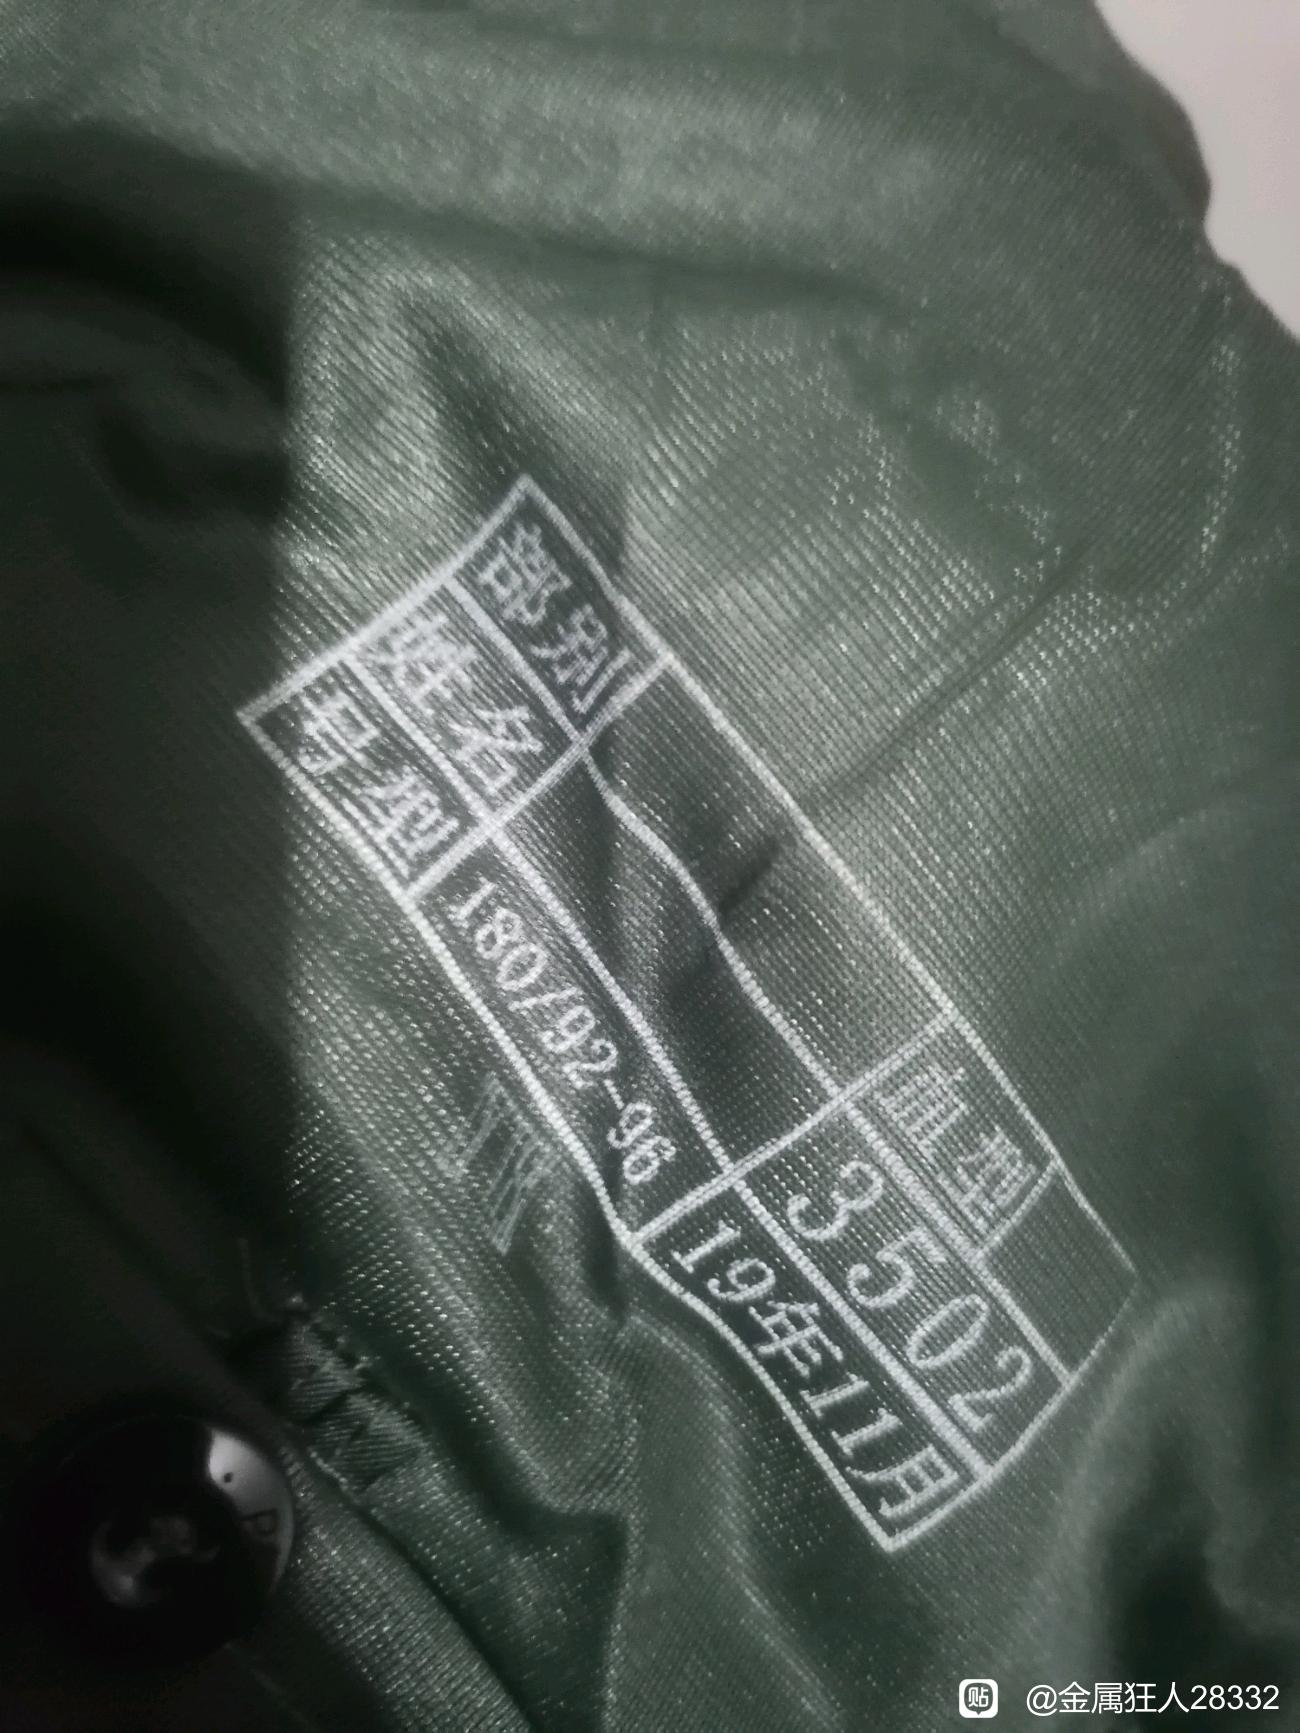 部别 血型
姓名 3502
号型 180/92-96 19年11月
P
贴 @金属狂人28332